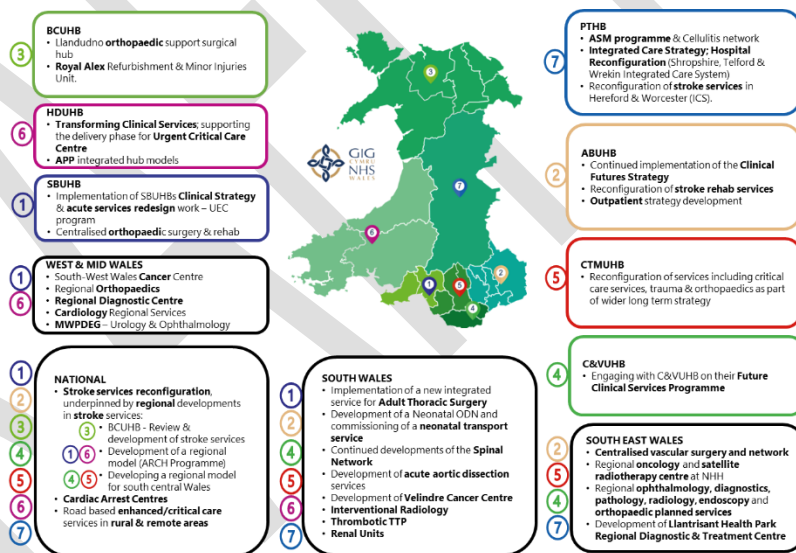 BCUHB
• Llandudno orthopaedic support surgical
hub
• Royal Alex Refurbishment & Minor Injuries
Unit.
3
HDUHB
• Transforming Clinical Services; supporting
the delivery phase for Urgent Critical Care
Centre
• APP integrated hub models
6
SBUHB
• Implementation of SBUHBs Clinical Strategy
& acute services redesign work – UEC
program
• Centralised orthopaedic surgery & rehab
1
WEST & MID WALES
• South-West Wales Cancer Centre
• Regional Orthopaedics
• Regional Diagnostic Centre
• Cardiology Regional Services
• MWPDEG – Urology & Ophthalmology
1
6
NATIONAL
• Stroke services reconfiguration,
underpinned by regional developments
in stroke services:
3 BCUHB - Review &
development of stroke services
1 6 Development of a regional
model (ARCH Programme)
4 5 Developing a regional model
for south central Wales
• Cardiac Arrest Centres
• Road based enhanced/critical care
services in rural & remote areas
1
2
3
4
5
6
7
GIG
CYMRU
NHS
WALES
3
7
6
2
1
5
4
SOUTH WALES
• Implementation of a new integrated
service for Adult Thoracic Surgery
• Development of a Neonatal ODN and
commissioning of a neonatal transport
service
• Continued developments of the Spinal
Network
• Development of acute aortic dissection
services
• Development of Velindre Cancer Centre
• Interventional Radiology
• Thrombotic TTP
• Renal Units
1
2
4
5
6
7
PTHB
• ASM programme & Cellulitis network
• Integrated Care Strategy; Hospital
Reconfiguration (Shropshire, Telford &
Wrekin Integrated Care System)
• Reconfiguration of stroke services in
Hereford & Worcester (ICS).
7
ABUHB
• Continued implementation of the Clinical
Futures Strategy
• Reconfiguration of stroke rehab services
• Outpatient strategy development
2
CTMUHB
• Reconfiguration of services including critical
care services, trauma & orthopaedics as part
of wider long term strategy
5
C&VUHB
• Engaging with C&VUHB on their Future
Clinical Services Programme
4
SOUTH EAST WALES
• Centralised vascular surgery and network
• Regional oncology and satellite
radiotherapy centre at NHH
• Regional ophthalmology, diagnostics,
pathology, radiology, endoscopy and
orthopaedic planned services
• Development of Llantrisant Health Park
Regional Diagnostic & Treatment Centre
2
5
4
7